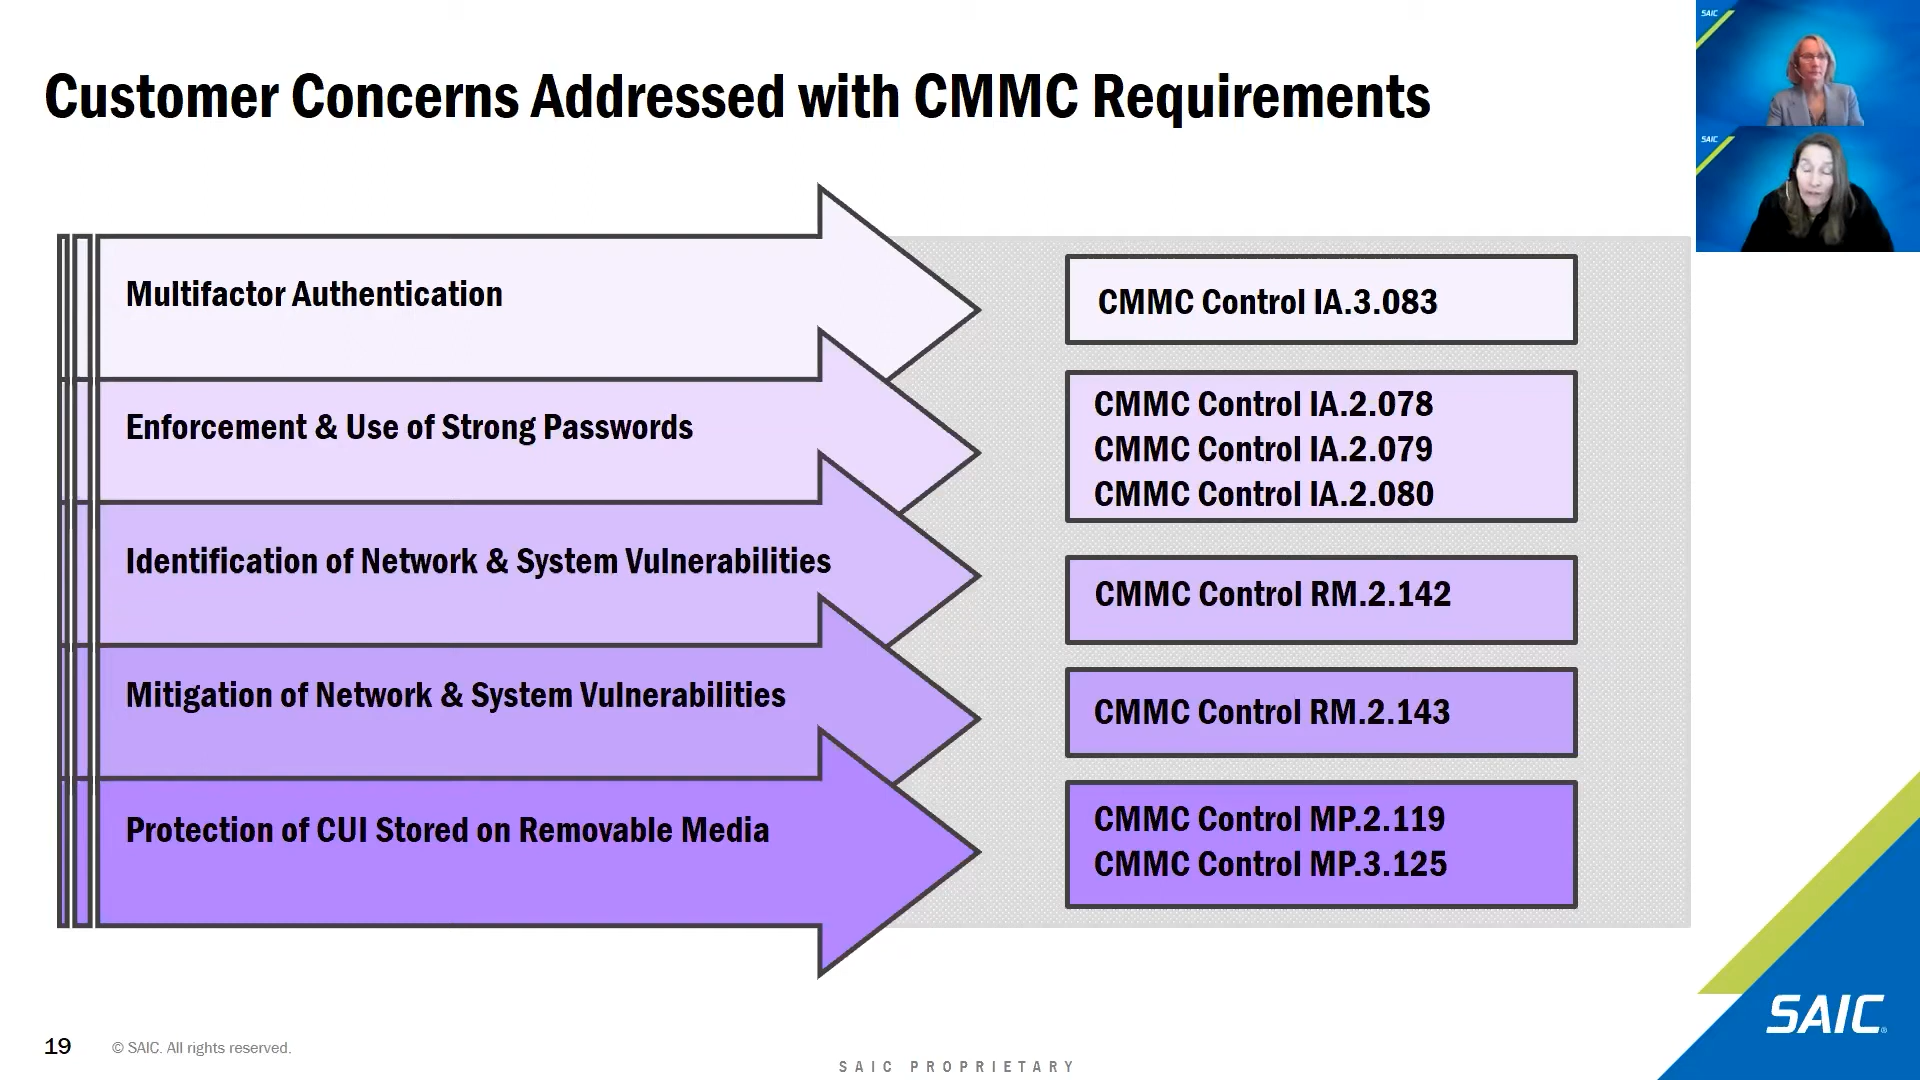 Customer Concerns Addressed with CMMC Requirements
SAIC
SAIC
Multifactor Authentication
CMMC Control IA.3.083
Enforcement & Use of Strong Passwords
CMMC Control IA.2.078
CMMC Control IA.2.079
CMMC Control IA.2.080
Identification of Network & System Vulnerabilities
CMMC Control RM.2.142
Mitigation of Network & System Vulnerabilities
CMMC Control RM.2.143
Protection of CUI Stored on Removable Media
CMMC Control MP.2.119
CMMC Control MP.3.125
SAIC®
19
© SAIC. All rights reserved.
SAIC PROPRIETARY